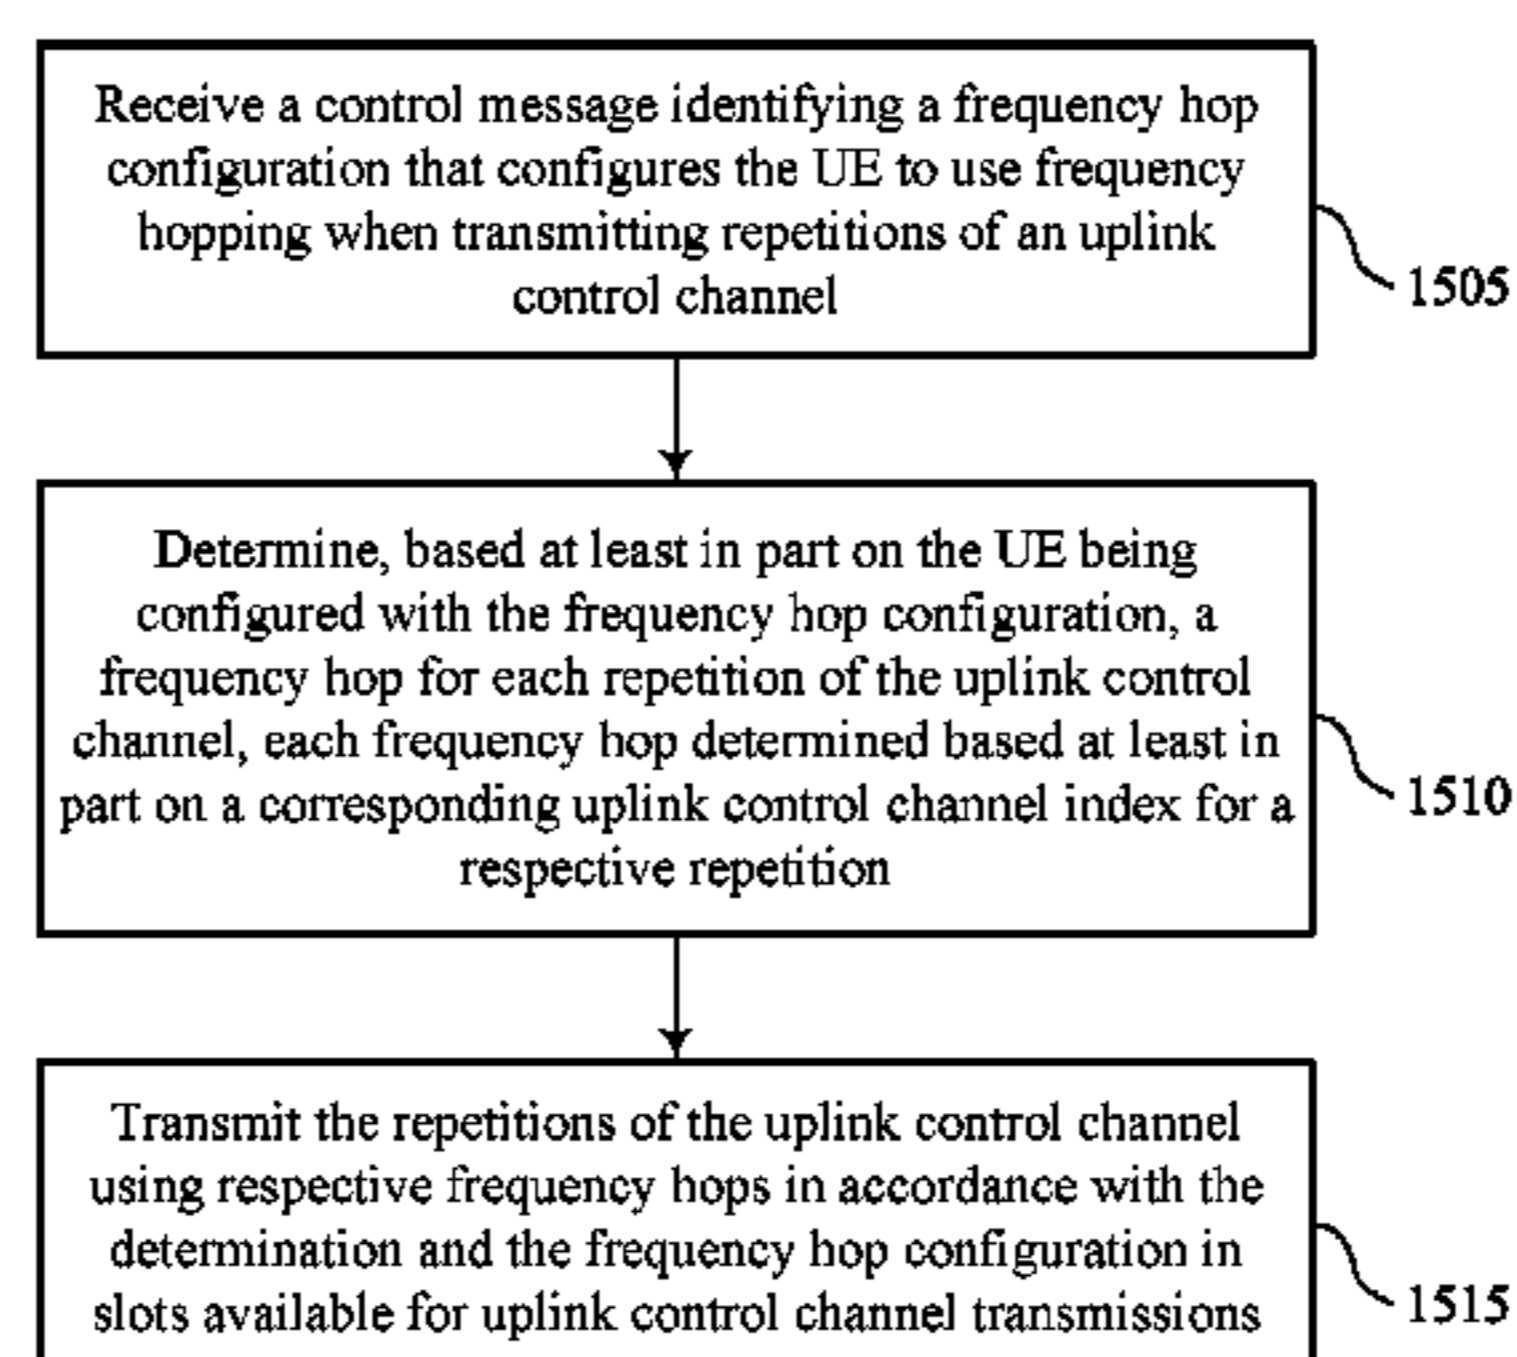 Receive a control message identifying a frequency hop
configuration that configures the UE to use frequency
hopping when transmitting repetitions of an uplink
control channel
1505
Determine, based at least in part on the UE being
configured with the frequency hop configuration, a
frequency hop for each repetition of the uplink control
channel, each frequency hop determined based at least in
part on a corresponding uplink control channel index for a
respective repetition
1510
Transmit the repetitions of the uplink control channel
using respective frequency hops in accordance with the
determination and the frequency hop configuration in
slots available for uplink control channel transmissions
1515